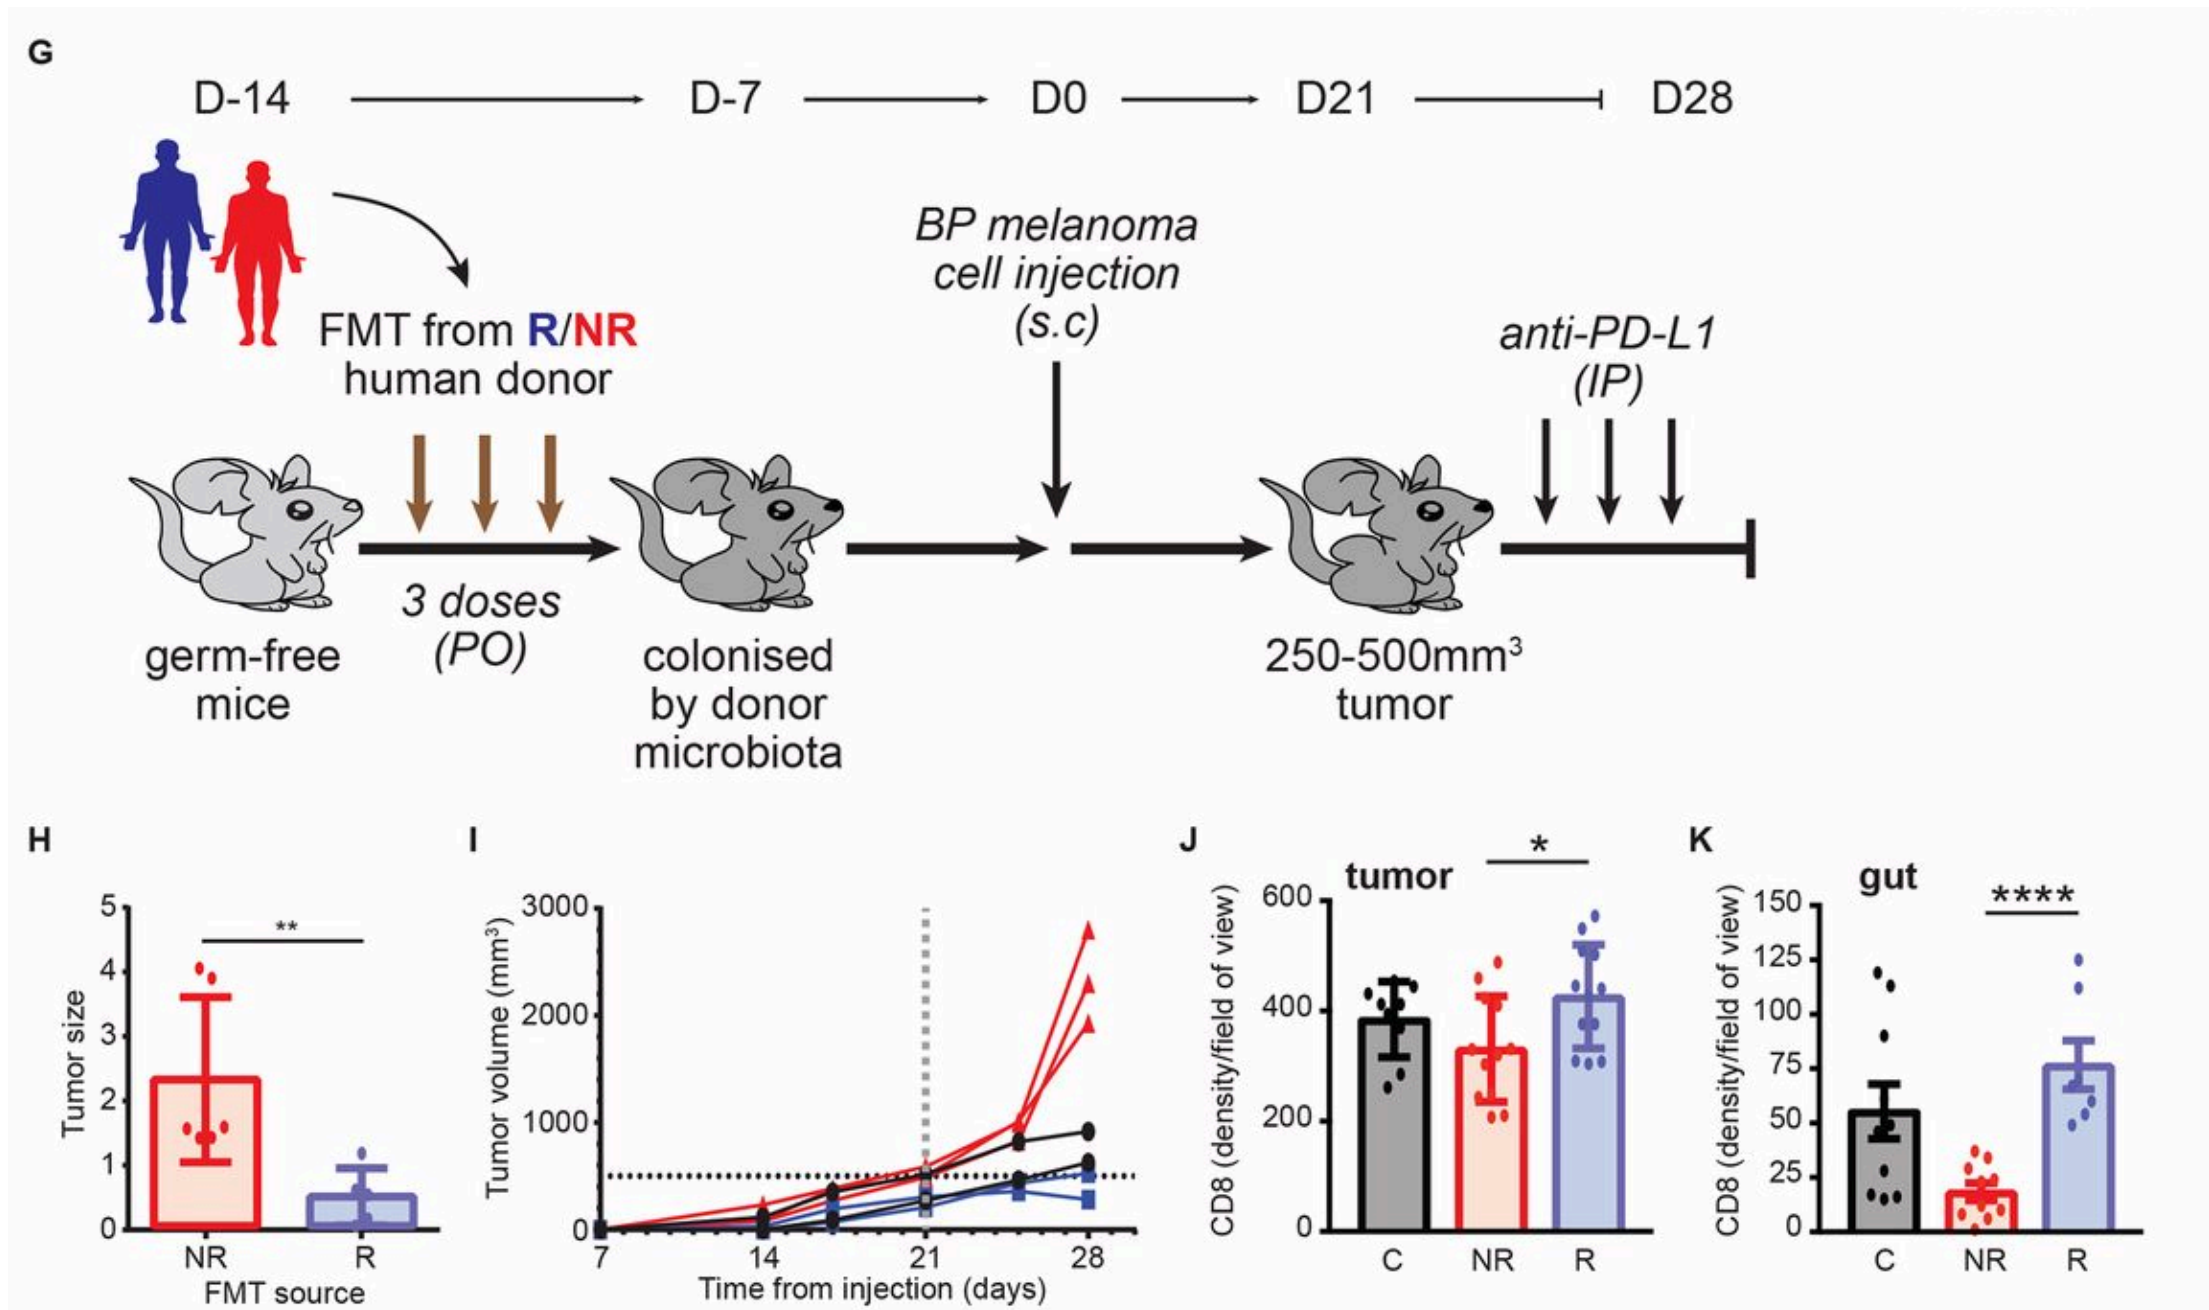 G
D-14 D-7 D0 D21 D28
BP melanoma
cell injection
(s.c)
FMT from R/NR
human donor
anti-PD-L1
(IP)
3 doses
(PO)
germ-free
mice
colonised
by donor
microbiota
250-500mm³
tumor
H
**
Tumor size
5
4
3
2
1
0
NR R
FMT source
I
Tumor volume (mm³)
3000
2000
1000
0
7 14 21 28
Time from injection (days)
J
tumor
*
CD8 (density/field of view)
600
400
200
0
C NR R
K
gut
****
CD8 (density/field of view)
150
125
100
75
50
25
0
C NR R